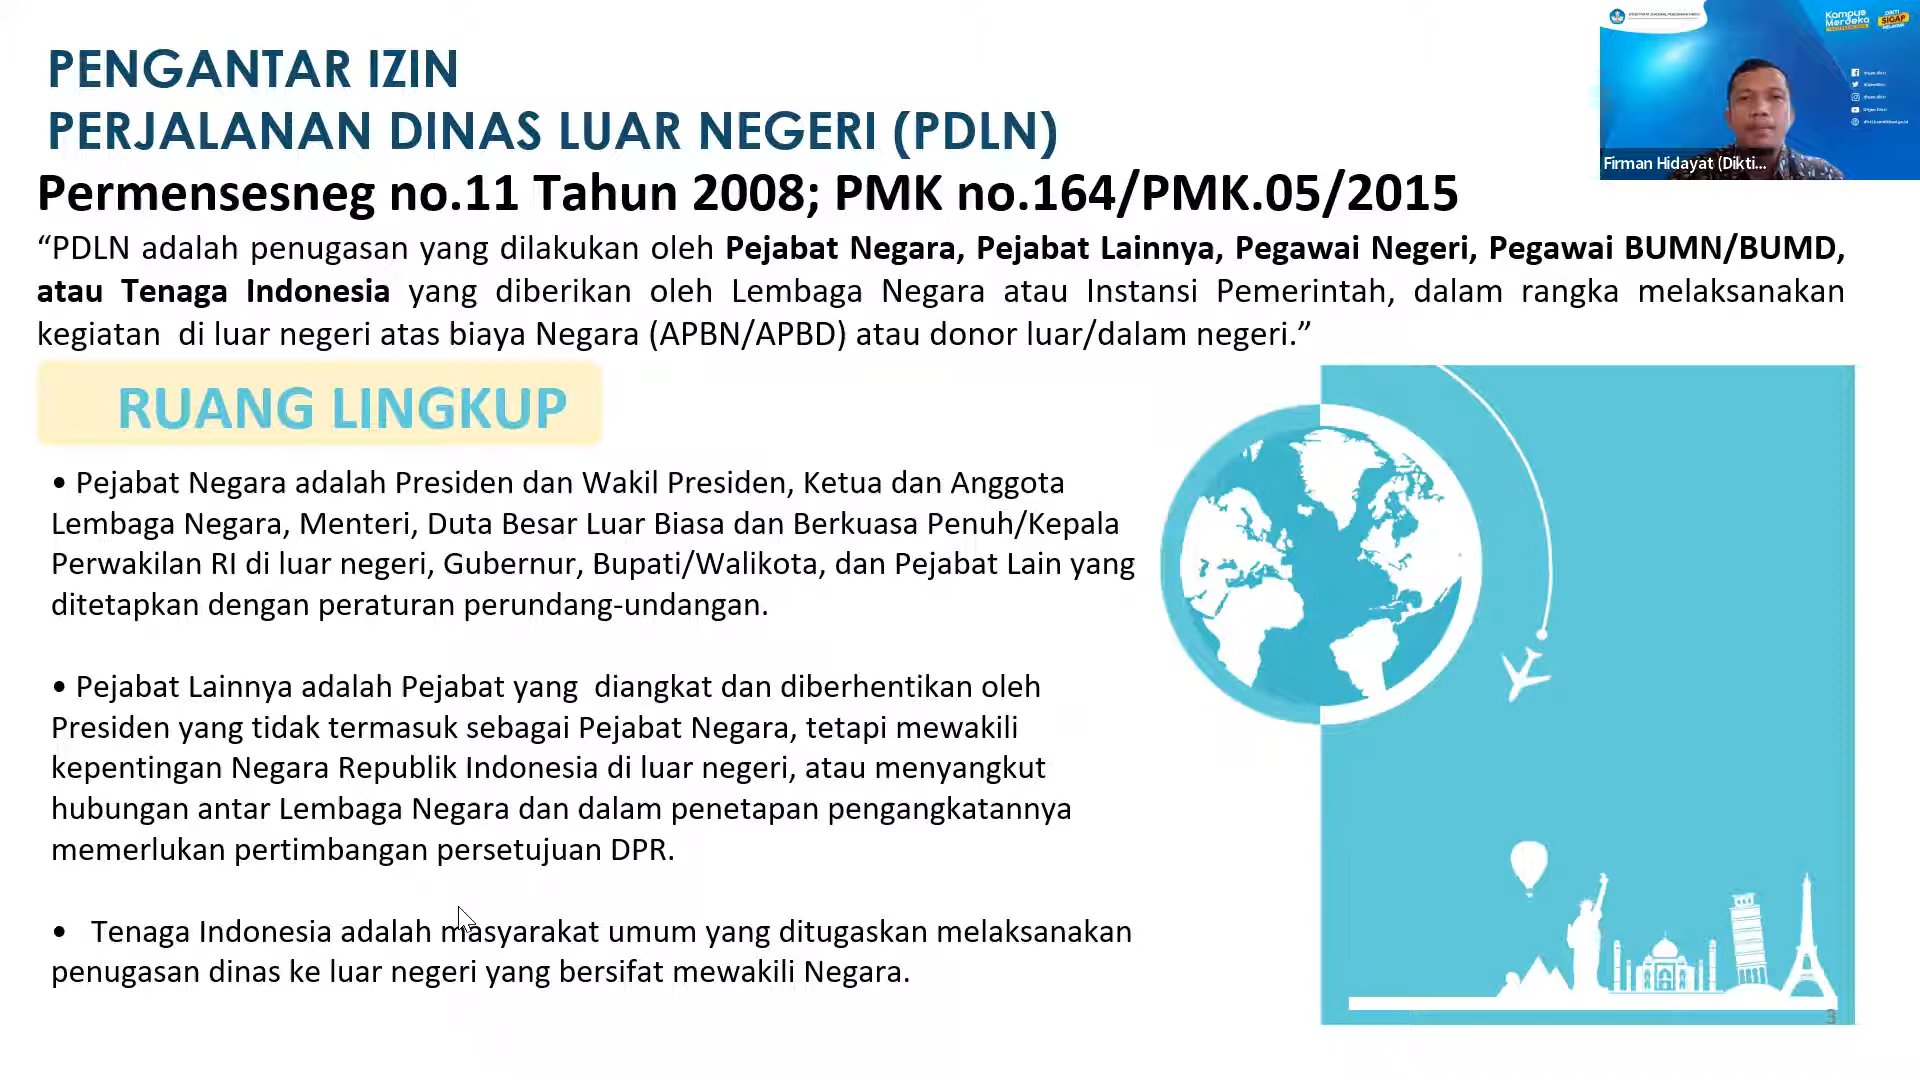 PENGANTAR IZIN
PERJALANAN DINAS LUAR NEGERI (PDLN)
Permensesneg no.11 Tahun 2008; PMK no.164/PMK.05/2015
“PDLN adalah penugasan yang dilakukan oleh Pejabat Negara, Pejabat Lainnya, Pegawai Negeri, Pegawai BUMN/BUMD,
atau Tenaga Indonesia yang diberikan oleh Lembaga Negara atau Instansi Pemerintah, dalam rangka melaksanakan
kegiatan di luar negeri atas biaya Negara (APBN/APBD) atau donor luar/dalam negeri.”
RUANG LINGKUP
• Pejabat Negara adalah Presiden dan Wakil Presiden, Ketua dan Anggota
Lembaga Negara, Menteri, Duta Besar Luar Biasa dan Berkuasa Penuh/Kepala
Perwakilan RI di luar negeri, Gubernur, Bupati/Walikota, dan Pejabat Lain yang
ditetapkan dengan peraturan perundang-undangan.
• Pejabat Lainnya adalah Pejabat yang diangkat dan diberhentikan oleh
Presiden yang tidak termasuk sebagai Pejabat Negara, tetapi mewakili
kepentingan Negara Republik Indonesia di luar negeri, atau menyangkut
hubungan antar Lembaga Negara dan dalam penetapan pengangkatannya
memerlukan pertimbangan persetujuan DPR.
• Tenaga Indonesia adalah masyarakat umum yang ditugaskan melaksanakan
penugasan dinas ke luar negeri yang bersifat mewakili Negara.
3
Kampus
Merdeka
DIKTI
SIGAP
Firman Hidayat (Dikti...